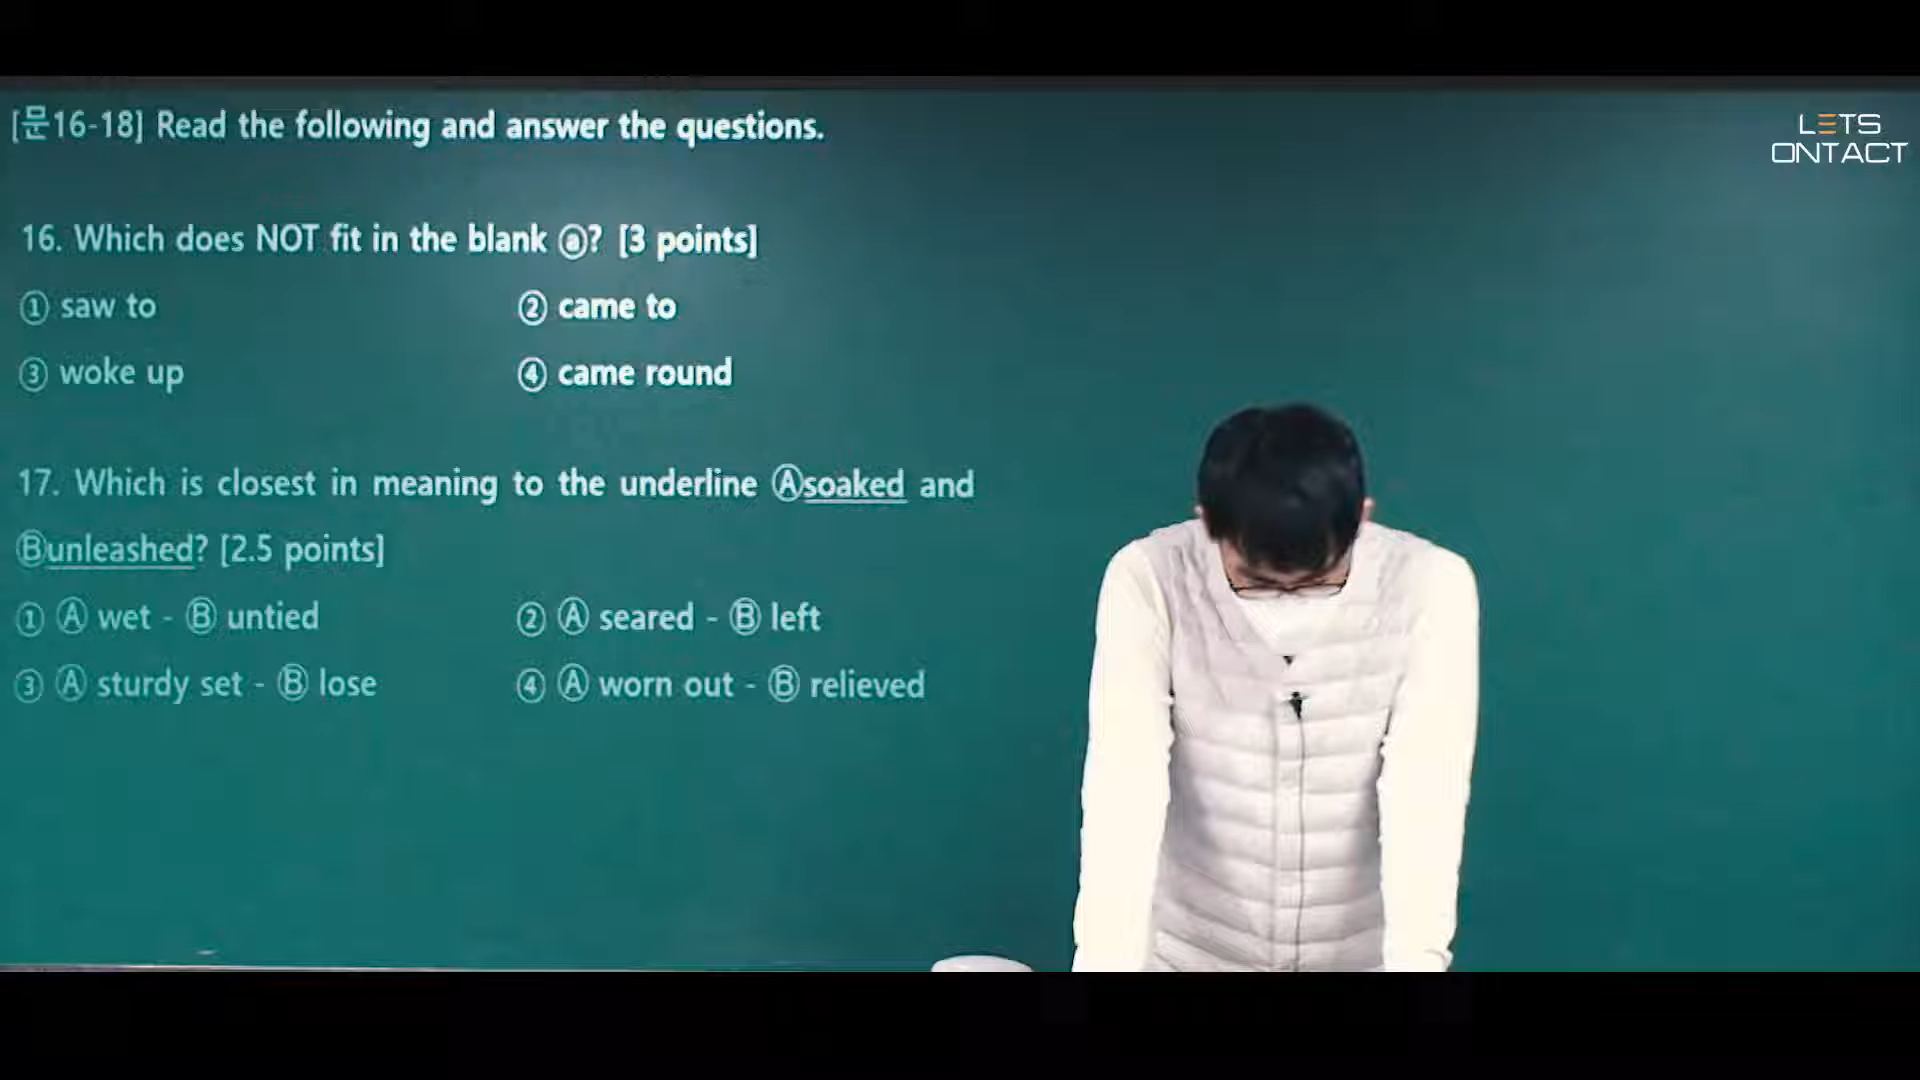 [문16-18] Read the following and answer the questions.
LETS
ONTACT
16. Which does NOT fit in the blank ⓐ? [3 points]
① saw to ② came to
③ woke up ④ came round
17. Which is closest in meaning to the underline Ⓐsoaked and
Ⓑunleashed? [2.5 points]
① Ⓐ wet - Ⓑ untied ② Ⓐ seared - Ⓑ left
③ Ⓐ sturdy set - Ⓑ lose ④ Ⓐ worn out - Ⓑ relieved